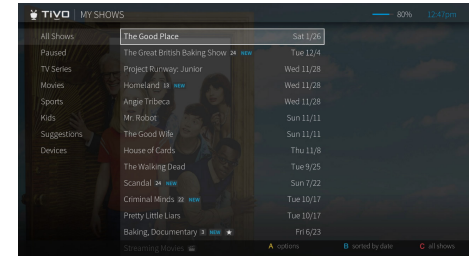 TIVO MY SHOWS 80% 12:47pm
All Shows The Good Place Sat 1/26
Paused The Great British Baking Show 24 NEW Tue 12/4
TV Series Project Runway: Junior Wed 11/28
Movies Homeland 13 NEW Wed 11/28
Sports Angie Tribeca Wed 11/28
Kids Mr. Robot Sun 11/11
Suggestions The Good Wife Sun 11/11
Devices House of Cards Thu 11/8
The Walking Dead Tue 9/25
Scandal 24 NEW Sun 7/22
Criminal Minds 22 NEW Tue 10/17
Pretty Little Liars Tue 10/17
Baking, Documentary 3 NEW Fri 6/23
Streaming Movies A options B sorted by date C all shows